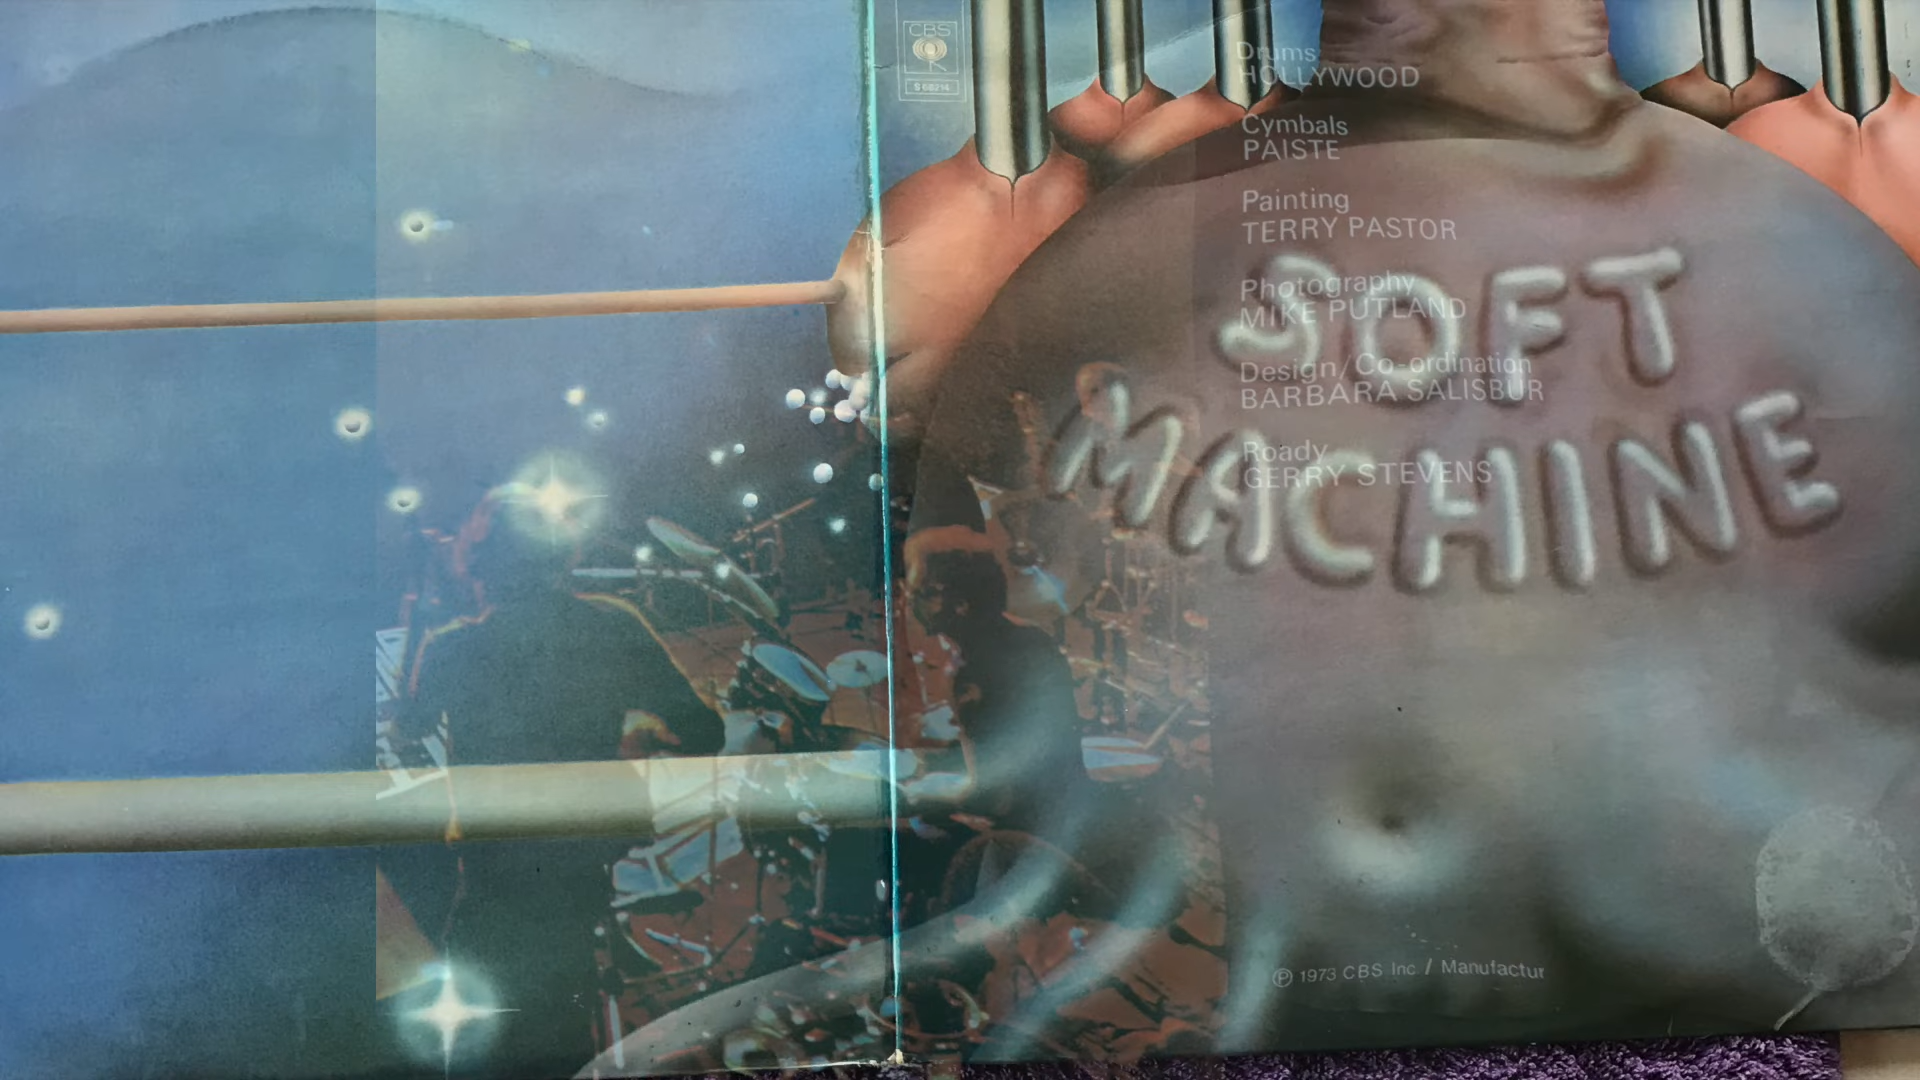 CBS
S 68214
Drums
HOLLYWOOD
Cymbals
PAISTE
Painting
TERRY PASTOR
Photography
MIKE PUTLAND
Design/Co-ordination
BARBARA SALISBUR
Roady
GERRY STEVENS
SOFT
MACHINE
℗ 1973 CBS Inc. / Manufactur